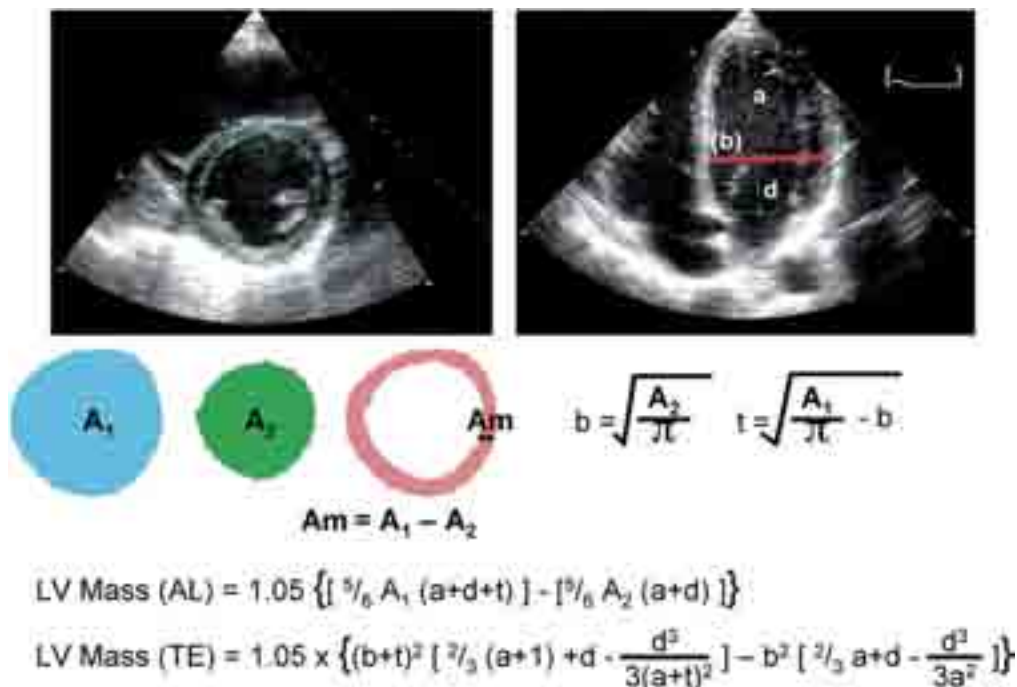 a
(b)
d
A₁
A₂
Am
b = √(A₂/π) t = √(A₁/π - b
Am = A₁ – A₂
LV Mass (AL) = 1.05 {[ ⁵/₆ A₁ (a+d+t) ] - [⁵/₆ A₂ (a+d) ]}
LV Mass (TE) = 1.05 x {(b+t)² [ ²/₃ (a+1) +d - d³/3(a+t)² ] – b² [ ²/₃ a+d - d³/3a² ]}